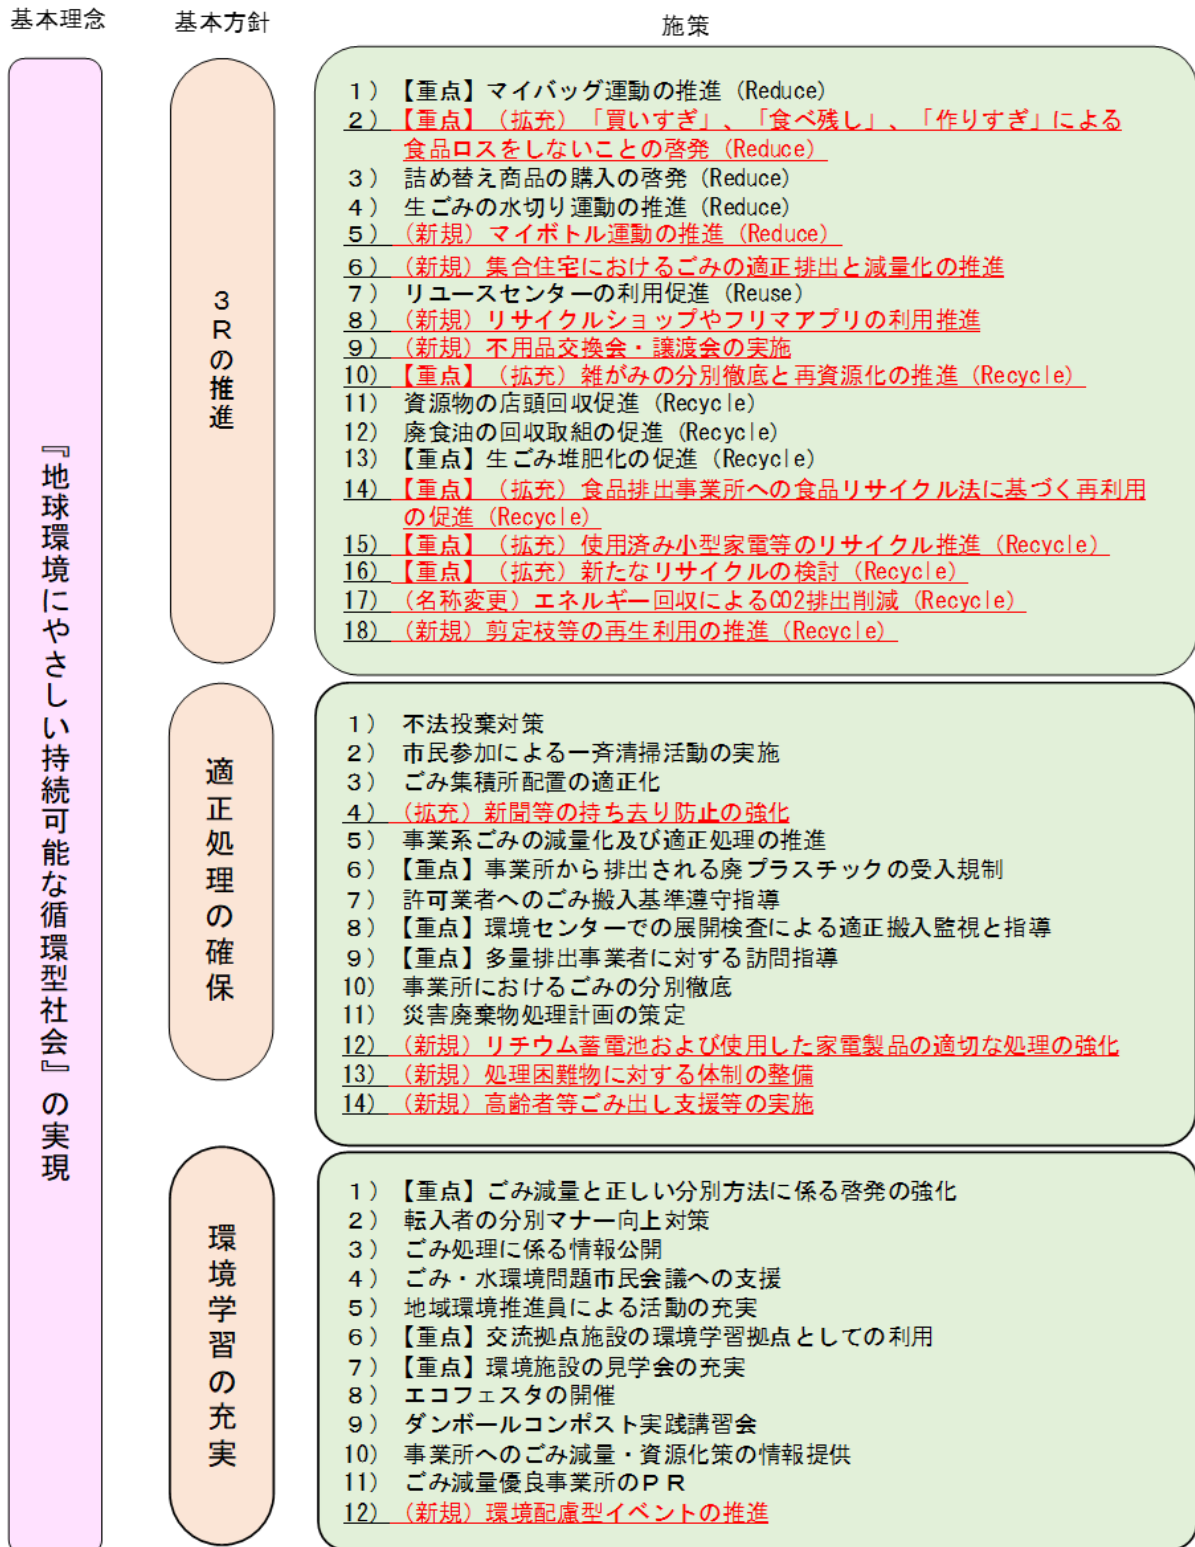 基本理念
基本方針
施策
『地球環境にやさしい持続可能な循環型社会』の実現
3Rの推進
1）【重点】マイバッグ運動の推進（Reduce）
2）【重点】（拡充）「買いすぎ」、「食べ残し」、「作りすぎ」による
食品ロスをしないことの啓発（Reduce）
3） 詰め替え商品の購入の啓発（Reduce）
4） 生ごみの水切り運動の推進（Reduce）
5）（新規）マイボトル運動の推進（Reduce）
6）（新規）集合住宅におけるごみの適正排出と減量化の推進
7） リユースセンターの利用促進（Reuse）
8）（新規）リサイクルショップやフリマアプリの利用推進
9）（新規）不用品交換会・譲渡会の実施
10）【重点】（拡充）雑がみの分別徹底と再資源化の推進（Recycle）
11） 資源物の店頭回収促進（Recycle）
12） 廃食油の回収取組の促進（Recycle）
13）【重点】生ごみ堆肥化の促進（Recycle）
14）【重点】（拡充）食品排出事業所への食品リサイクル法に基づく再利用
の促進（Recycle）
15）【重点】（拡充）使用済み小型家電等のリサイクル推進（Recycle）
16）【重点】（拡充）新たなリサイクルの検討（Recycle）
17）（名称変更）エネルギー回収によるCO2排出削減（Recycle）
18）（新規）剪定枝等の再生利用の推進（Recycle）
適正処理の確保
1） 不法投棄対策
2） 市民参加による一斉清掃活動の実施
3） ごみ集積所配置の適正化
4）（拡充）新聞等の持ち去り防止の強化
5） 事業系ごみの減量化及び適正処理の推進
6）【重点】事業所から排出される廃プラスチックの受入規制
7） 許可業者へのごみ搬入基準遵守指導
8）【重点】環境センターでの展開検査による適正搬入監視と指導
9）【重点】多量排出事業者に対する訪問指導
10） 事業所におけるごみの分別徹底
11） 災害廃棄物処理計画の策定
12）（新規）リチウム蓄電池および使用した家電製品の適切な処理の強化
13）（新規）処理困難物に対する体制の整備
14）（新規）高齢者等ごみ出し支援等の実施
環境学習の充実
1）【重点】ごみ減量と正しい分別方法に係る啓発の強化
2） 転入者の分別マナー向上対策
3） ごみ処理に係る情報公開
4） ごみ・水環境問題市民会議への支援
5） 地域環境推進員による活動の充実
6）【重点】交流拠点施設の環境学習拠点としての利用
7）【重点】環境施設の見学会の充実
8） エコフェスタの開催
9） ダンボールコンポスト実践講習会
10） 事業所へのごみ減量・資源化策の情報提供
11） ごみ減量優良事業所のＰＲ
12）（新規）環境配慮型イベントの推進